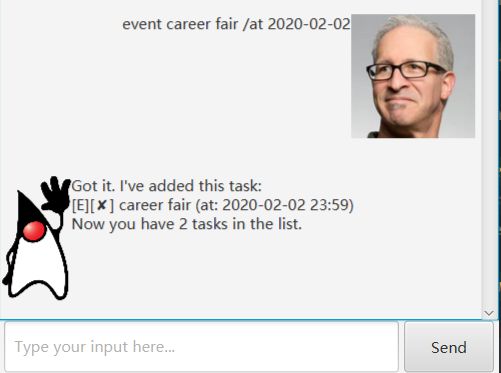 event career fair /at 2020-02-02
Got it. I've added this task:
[E][✘] career fair (at: 2020-02-02 23:59)
Now you have 2 tasks in the list.
Type your input here...
Send